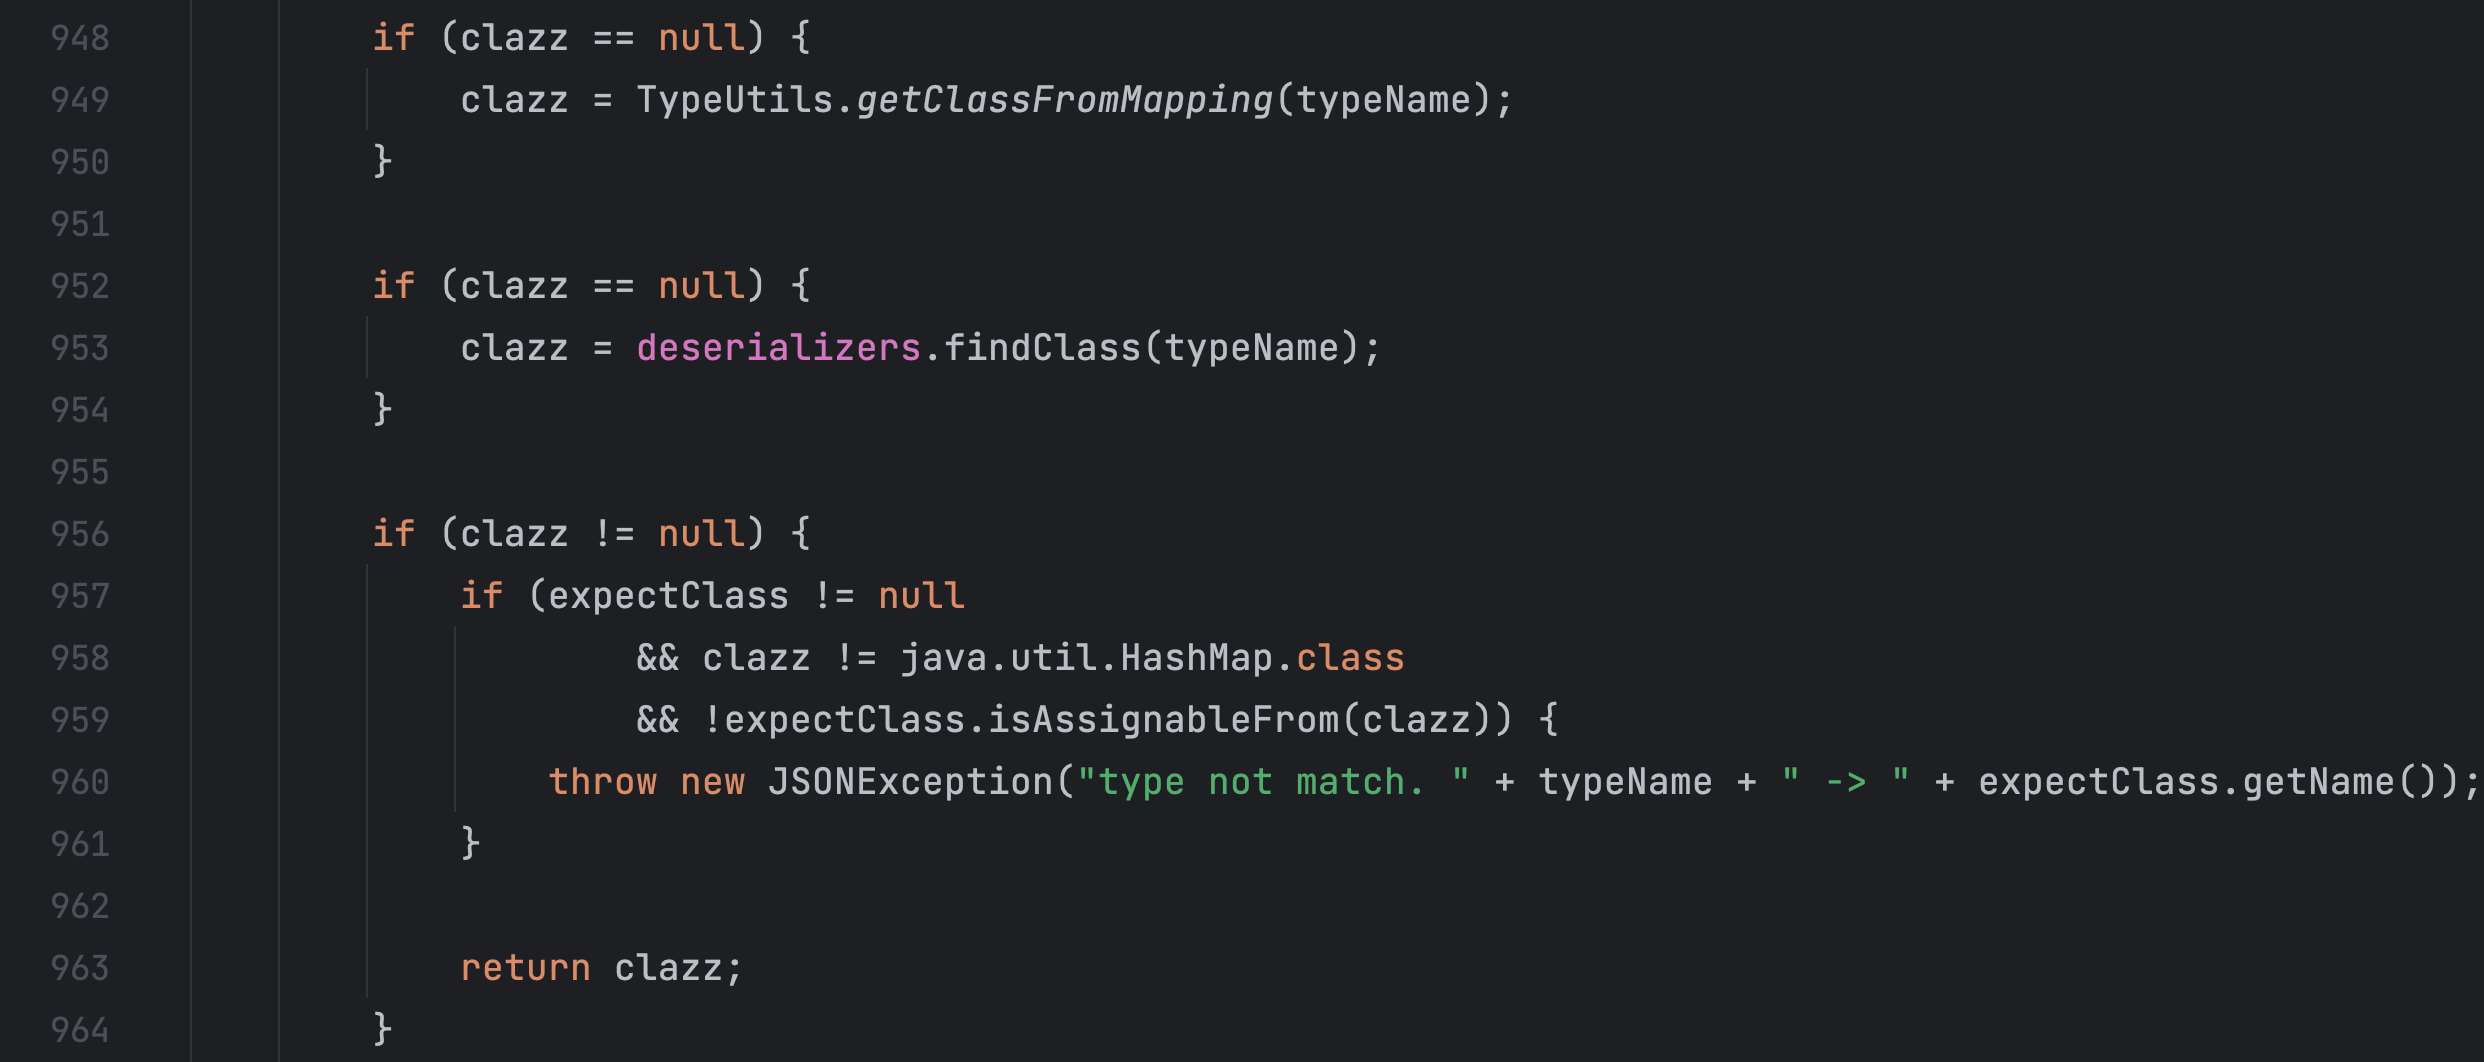 948 if (clazz == null) {
949 clazz = TypeUtils.getClassFromMapping(typeName);
950 }
951
952 if (clazz == null) {
953 clazz = deserializers.findClass(typeName);
954 }
955
956 if (clazz != null) {
957 if (expectClass != null
958 && clazz != java.util.HashMap.class
959 && !expectClass.isAssignableFrom(clazz)) {
960 throw new JSONException("type not match. " + typeName + " -> " + expectClass.getName());
961 }
962
963 return clazz;
964 }